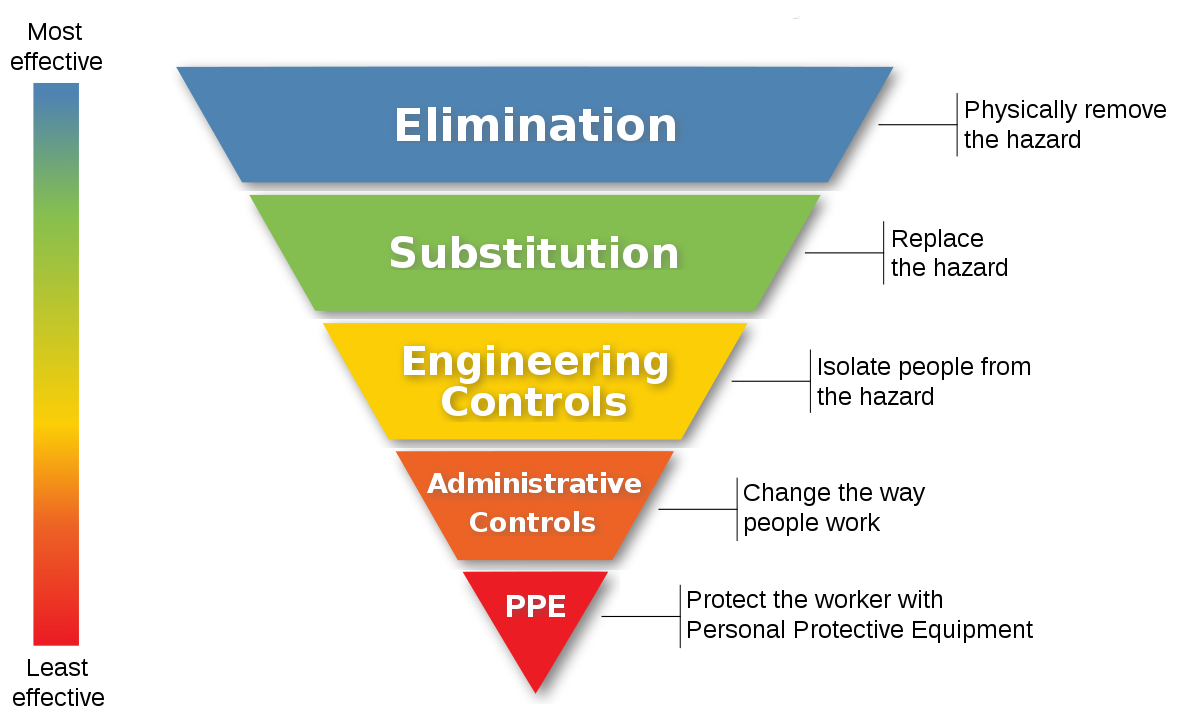 Most
effective
Elimination
Physically remove
the hazard
Substitution
Replace
the hazard
Engineering
Controls
Isolate people from
the hazard
Administrative
Controls
Change the way
people work
PPE
Protect the worker with
Personal Protective Equipment
Least
effective